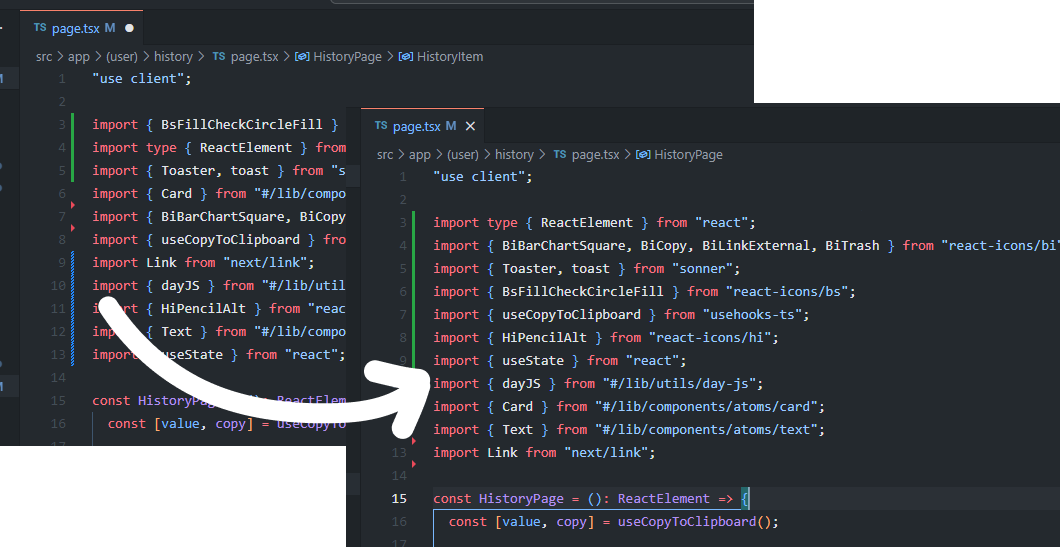 TS page.tsx M
src > app > (user) > history > TS page.tsx > HistoryPage > HistoryItem
1 "use client";
2
3 import { BsFillCheckCircleFill }
4 import type { ReactElement } from
5 import { Toaster, toast } from "s
6 import { Card } from "#/lib/compo
7 import { BiBarChartSquare, BiCopy
8 import { useCopyToClipboard } fro
9 import Link from "next/link";
10 import { dayJS } from "#/lib/util
11 import { HiPencilAlt } from "reac
12 import { Text } from "#/lib/compo
13 import useState } from "react";
14
15 const HistoryPag (): ReactEleme
16 const [value, copy] = useCopyTo
17
TS page.tsx M ✕
src > app > (user) > history > TS page.tsx > HistoryPage
1 "use client";
2
3 import type { ReactElement } from "react";
4 import { BiBarChartSquare, BiCopy, BiLinkExternal, BiTrash } from "react-icons/bi"
5 import { Toaster, toast } from "sonner";
6 import { BsFillCheckCircleFill } from "react-icons/bs";
7 import { useCopyToClipboard } from "usehooks-ts";
8 import { HiPencilAlt } from "react-icons/hi";
9 import { useState } from "react";
import { dayJS } from "#/lib/utils/day-js";
import { Card } from "#/lib/components/atoms/card";
import { Text } from "#/lib/components/atoms/text";
13 import Link from "next/link";
14
15 const HistoryPage = (): ReactElement => {
16 const [value, copy] = useCopyToClipboard();
17